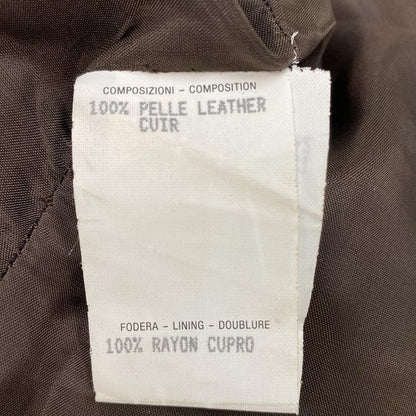 COMPOSIZIONI - COMPOSITION
100% PELLE LEATHER
CUIR
FODERA - LINING - DOUBLURE
100% RAYON CUPRO